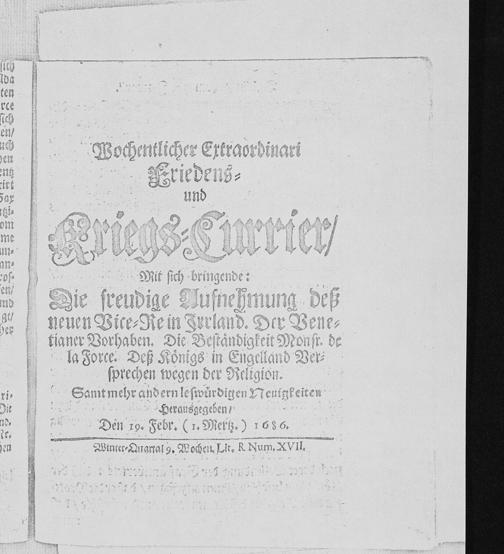 Wochentlicher Extraordinari
Friedens-
und
Kriegs-Currier/
Mit sich bringende:
Die freudige Aufnehmung deß
neuen Vice-Re in Irrland. Der Vene-
tianer Vorhaben. Die Beständigkeit Monsr. de
la Force. Deß Königs in Engelland Ver-
sprechen wegen der Religion.
Samt mehr andern leswürdigen Neuigkeiten
Herausgegeben/
Den 19. Febr. (1. Mertz.) 1686.
Winter-Quartal 9. Wochen, Lit. R Num. XVII.